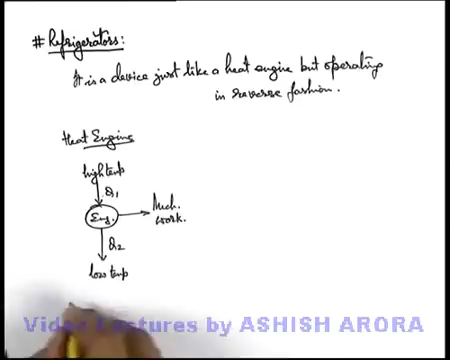 # Refrigerators:
It is a device just like a heat engine but operating
in reverse fashion.
Heat Engine
high temp
Q1
Eng.
Mech.
work.
Q2
low temp
Video Lectures by ASHISH ARORA